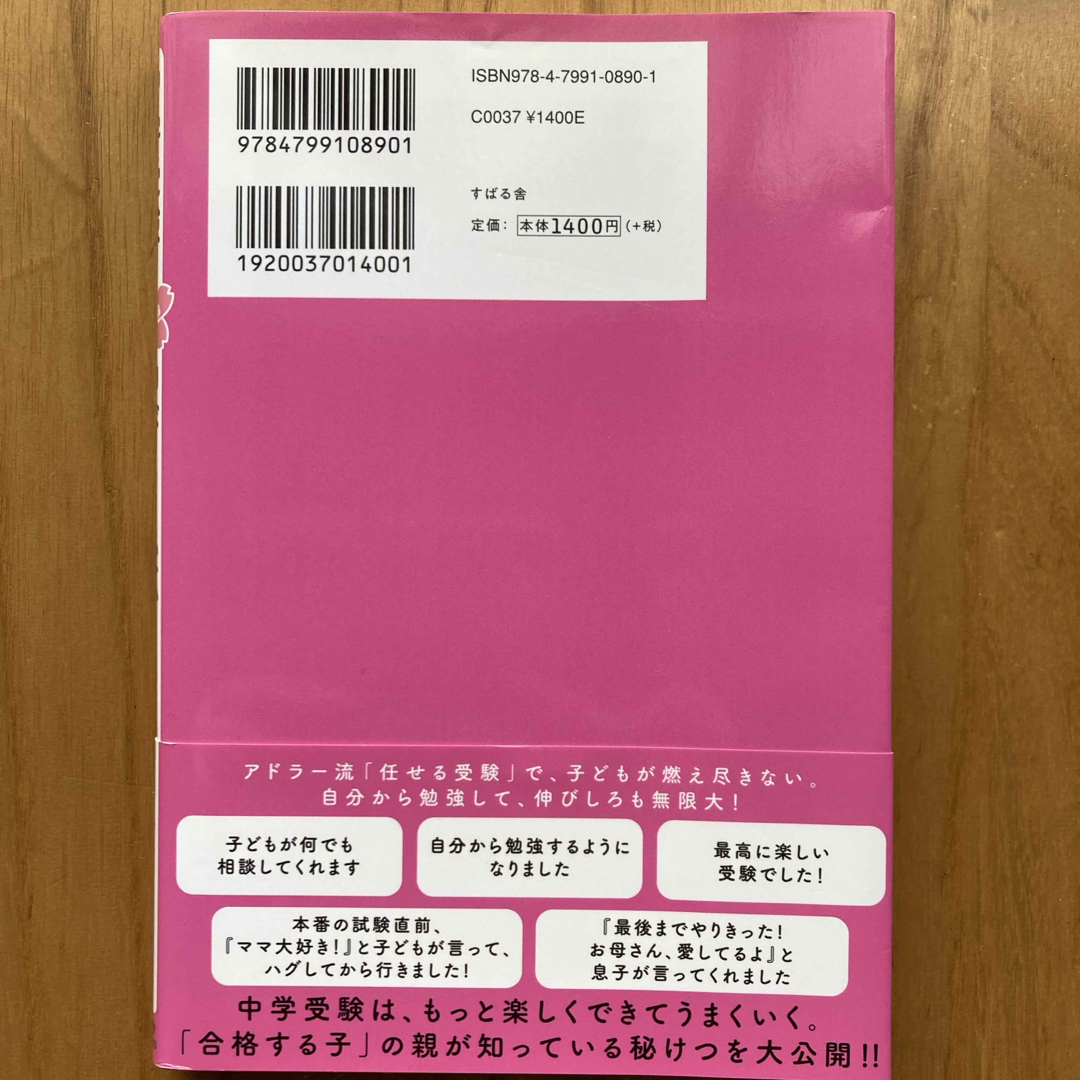 ISBN978-4-7991-0890-1
C0037 ¥1400E
9784799108901
すばる舎
定価: 本体1400円(+税)
1920037014001
アドラー流「任せる受験」で、子どもが燃え尽きない。
自分から勉強して、伸びしろも無限大!
子どもが何でも
相談してくれます
自分から勉強するように
なりました
最高に楽しい
受験でした!
本番の試験直前、
『ママ大好き!』と子どもが言って、
ハグしてから行きました!
『最後までやりきった!
お母さん、愛してるよ』と
息子が言ってくれました
中学受験は、もっと楽しくできてうまくいく。
「合格する子」の親が知っている秘けつを大公開!!